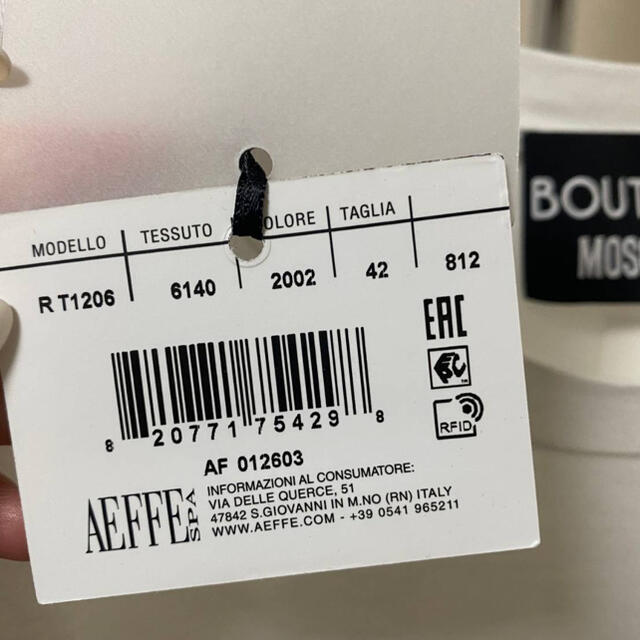 MODELLO TESSUTO OLORE TAGLIA
R T1206 6140 2002 42 812
EAC
RFID
8 20771 75429 8
AF 012603
AEFFE SPA
INFORMAZIONI AL CONSUMATORE:
VIA DELLE QUERCE, 51
47842 S.GIOVANNI IN M.NO (RN) ITALY
WWW.AEFFE.COM - +39 0541 965211
BOUT
MOS